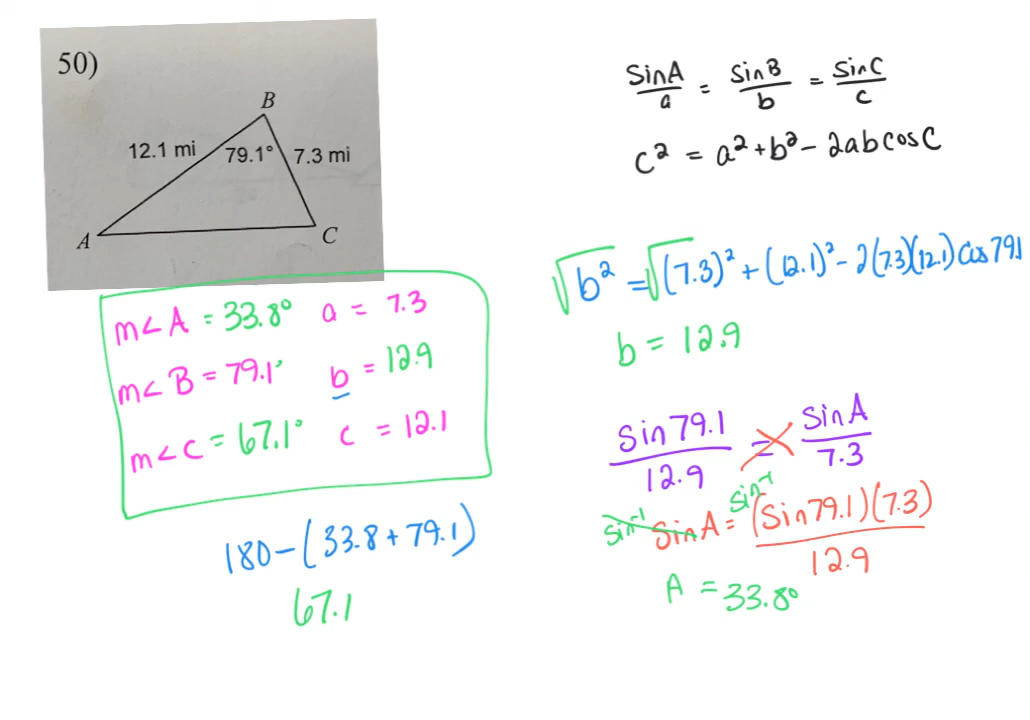 50)
B
12.1 mi
79.1°
7.3 mi
A
C
SinA/a = SinB/b = SinC/c
c² = a² + b² - 2abcosC
√b² = √(7.3)² + (12.1)² - 2(7.3)(12.1)cos 79.1
b = 12.9
m∠A = 33.8° a = 7.3
m∠B = 79.1° b = 12.9
m∠C = 67.1° c = 12.1
180 - (33.8 + 79.1)
67.1
Sin79.1/12.9 = SinA/7.3
sin⁻¹ SinA = sin⁻¹ (Sin79.1)(7.3)/12.9
A = 33.8°